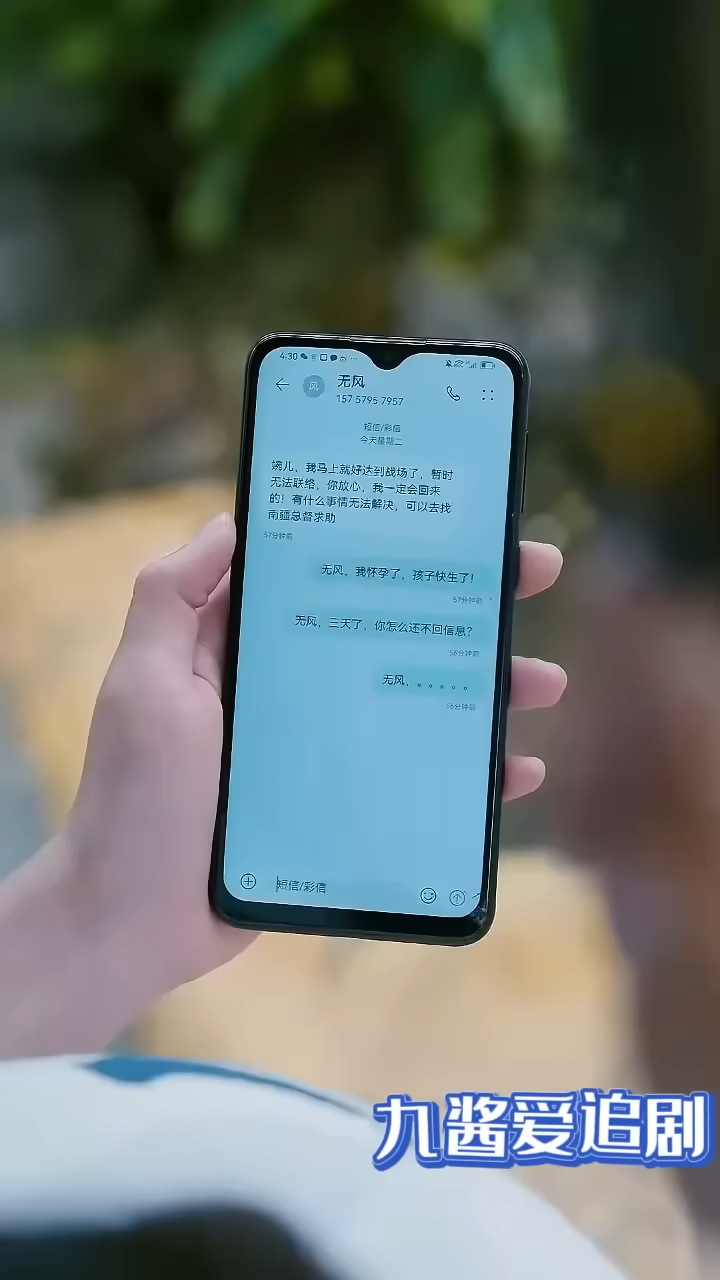 4:30
无风
风
157 5795 7957
短信/彩信
今天星期二
婉儿，我马上就好达到战场了，暂时
无法联络，你放心，我一定会回来
的！有什么事情无法解决，可以去找
南疆总督求助
57分钟前
无风，我怀孕了，孩子快生了！
57分钟前
无风，三天了，你怎么还不回信息？
56分钟前
无风，。。。。。。
56分钟前
短信/彩信
九酱爱追剧